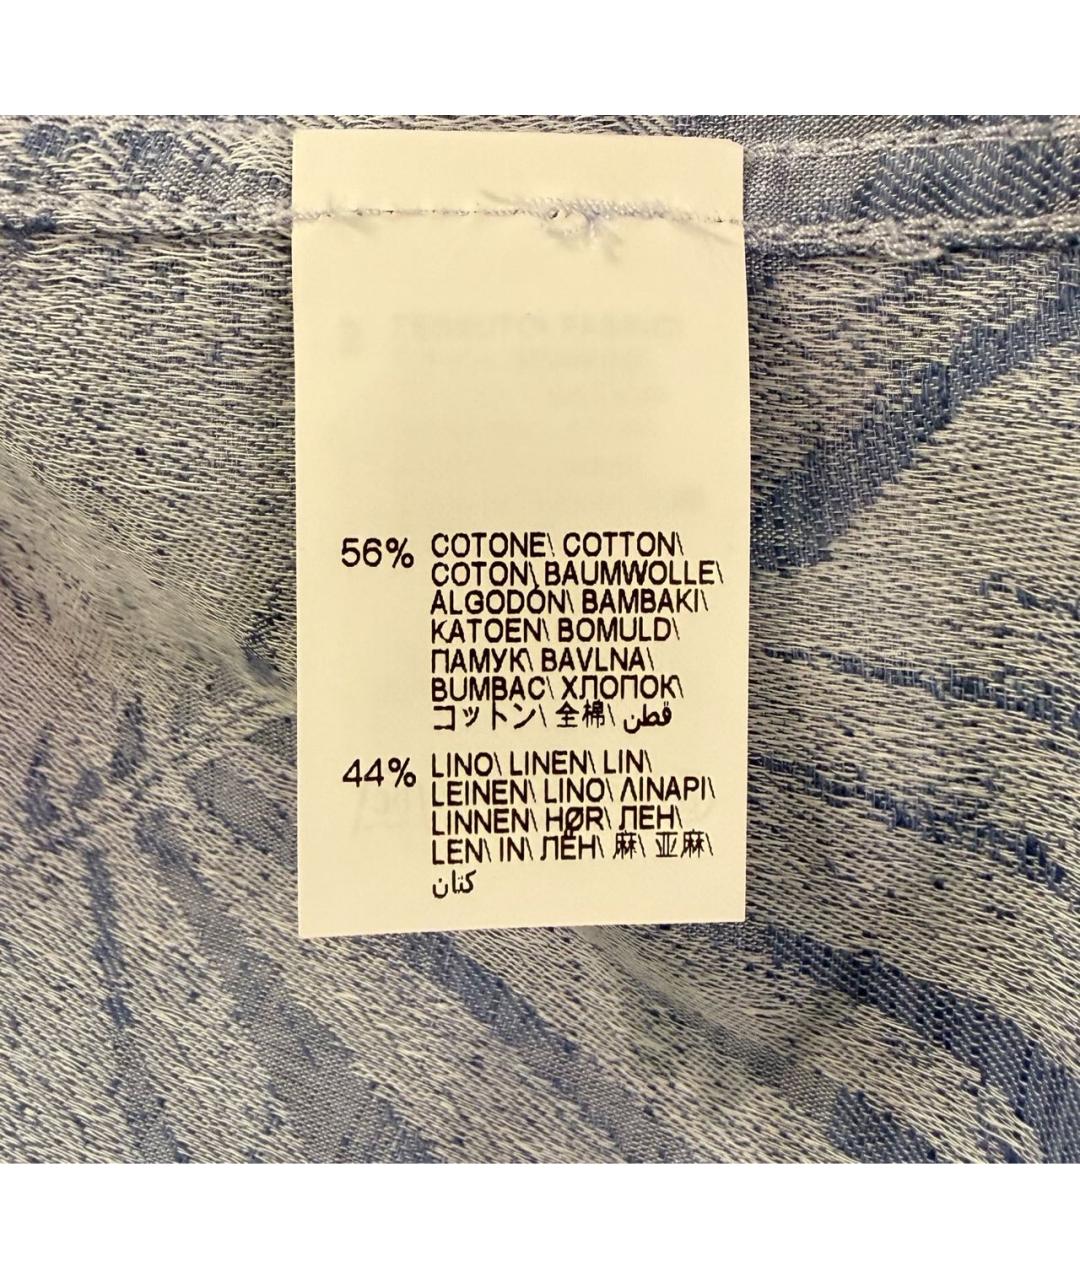 56% COTONE\ COTTON\
COTON\ BAUMWOLLE\
ALGODÓN\ BAMBAKI\
KATOEN\ BOMULD\
ПАМУК\ BAVLNA\
BUMBAC\ ХЛОПОК\
コットン\ 全棉\ قطن
44% LINO\ LINEN\ LIN\
LEINEN\ LINO\ ΛΙΝΑΡΙ\
LINNEN\ HØR\ ЛЕН\
LEN\ IN\ ЛЁН\ 麻\ 亚麻\
كتان